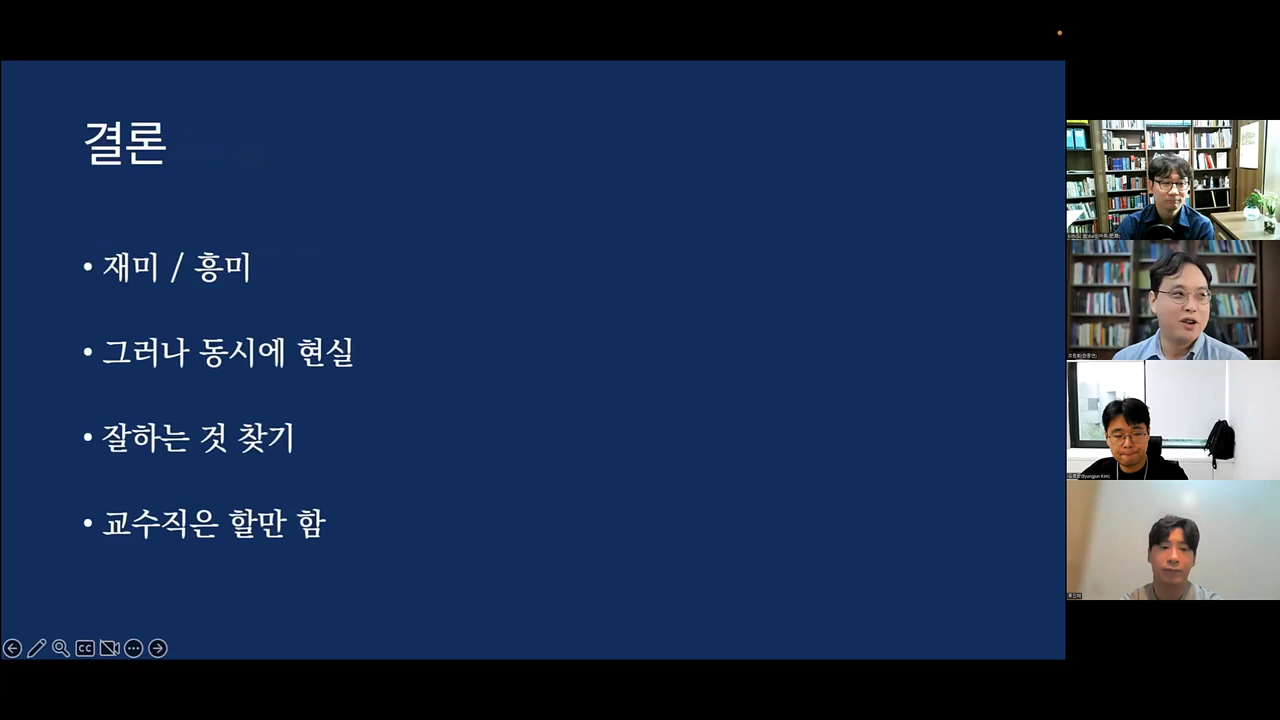 결론
• 재미 / 흥미
• 그러나 동시에 현실
• 잘하는 것 찾기
• 교수직은 할만 함
CC